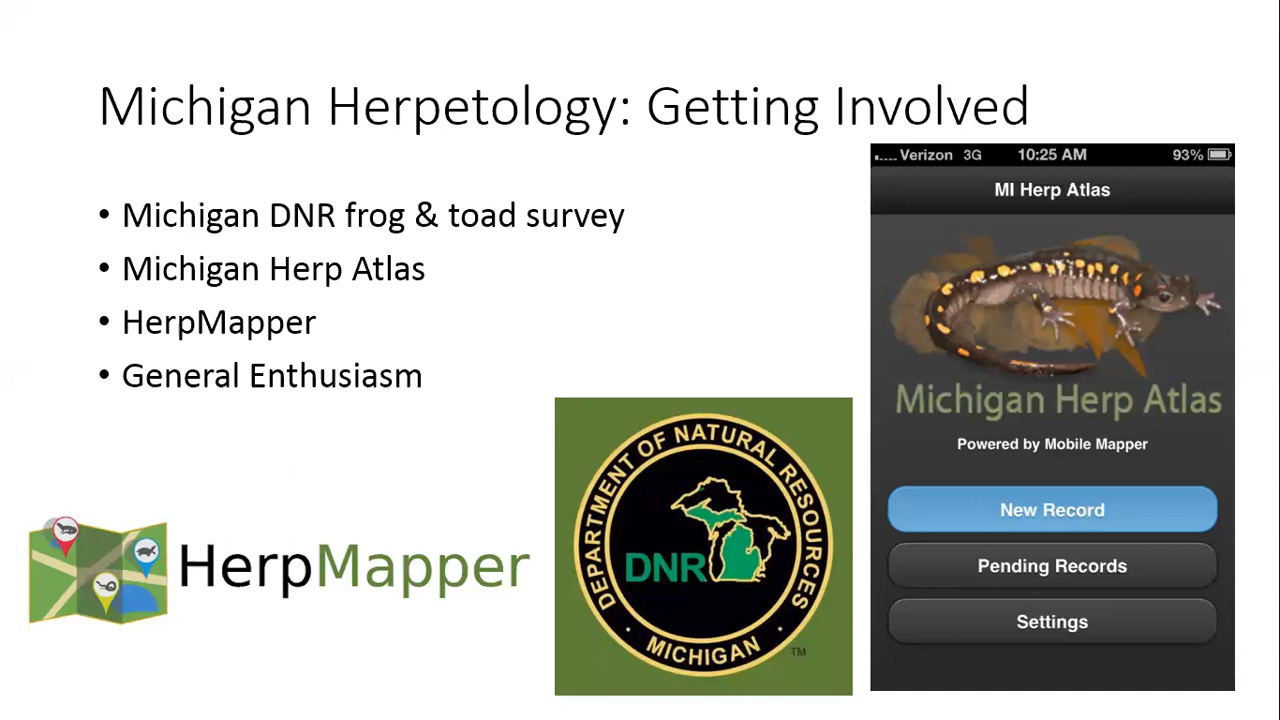 Michigan Herpetology: Getting Involved
• Michigan DNR frog & toad survey
• Michigan Herp Atlas
• HerpMapper
• General Enthusiasm
HerpMapper
DEPARTMENT OF NATURAL RESOURCES
DNR
• MICHIGAN •
TM
..... Verizon 3G 10:25 AM 93%
MI Herp Atlas
Michigan Herp Atlas
Powered by Mobile Mapper
New Record
Pending Records
Settings